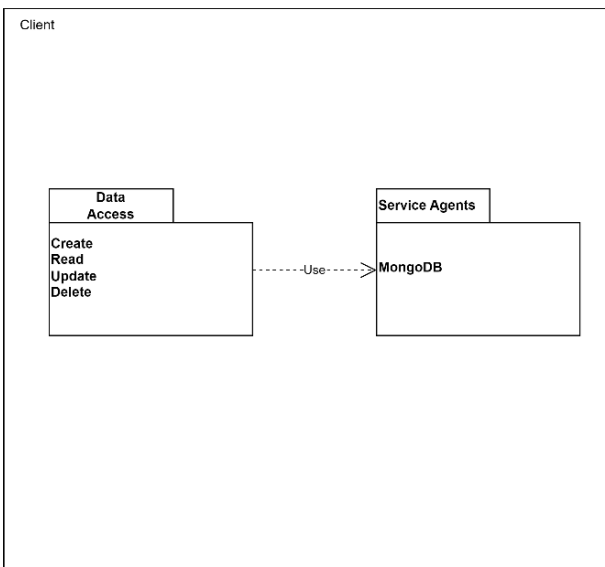 Client
Data
Access
Create
Read
Update
Delete
Use
Service Agents
MongoDB